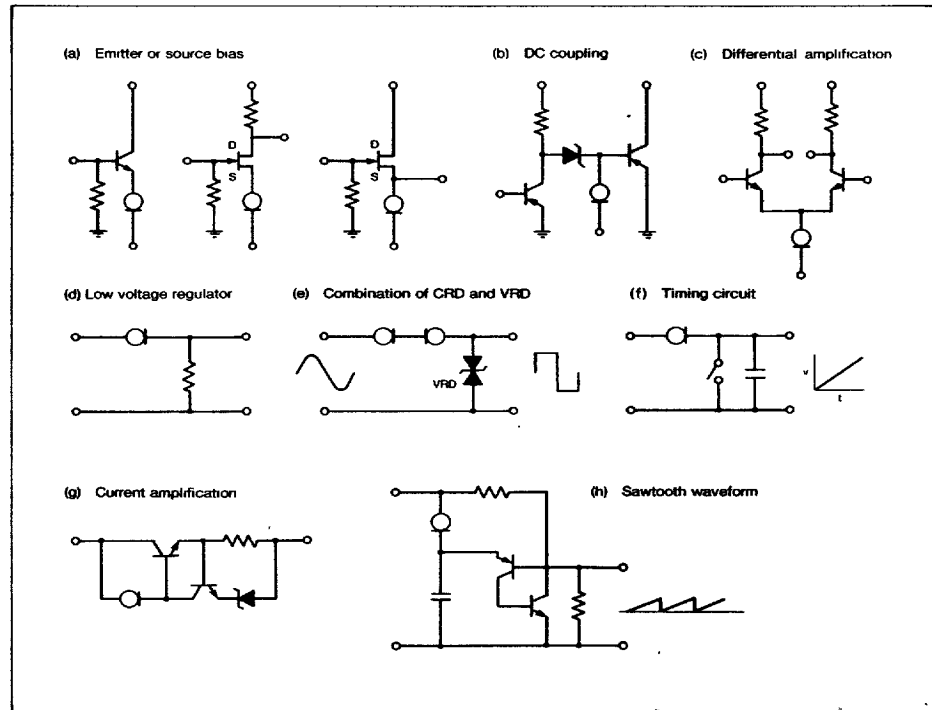 (a) Emitter or source bias
(b) DC coupling
(c) Differential amplification
D
S
D
S
(d) Low voltage regulator
(e) Combination of CRD and VRD
(f) Timing circuit
VRD
v
t
(g) Current amplification
(h) Sawtooth waveform